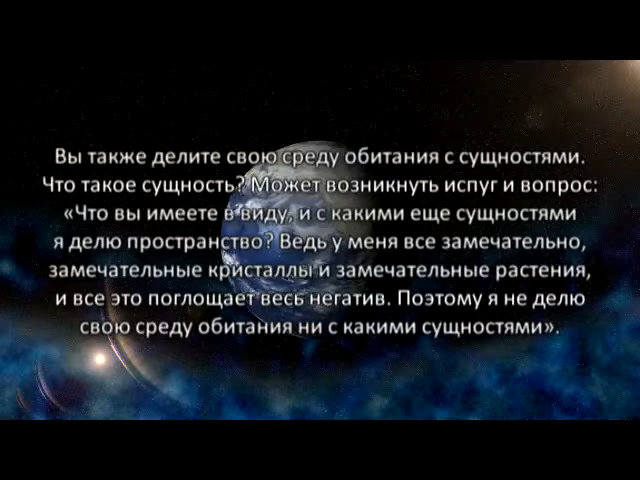 Вы также делите свою среду обитания с сущностями.
Что такое сущность? Может возникнуть испуг и вопрос:
«Что вы имеете в виду, и с какими еще сущностями
я делю пространство? Ведь у меня все замечательно,
замечательные кристаллы и замечательные растения,
и все это поглощает весь негатив. Поэтому я не делю
свою среду обитания ни с какими сущностями».